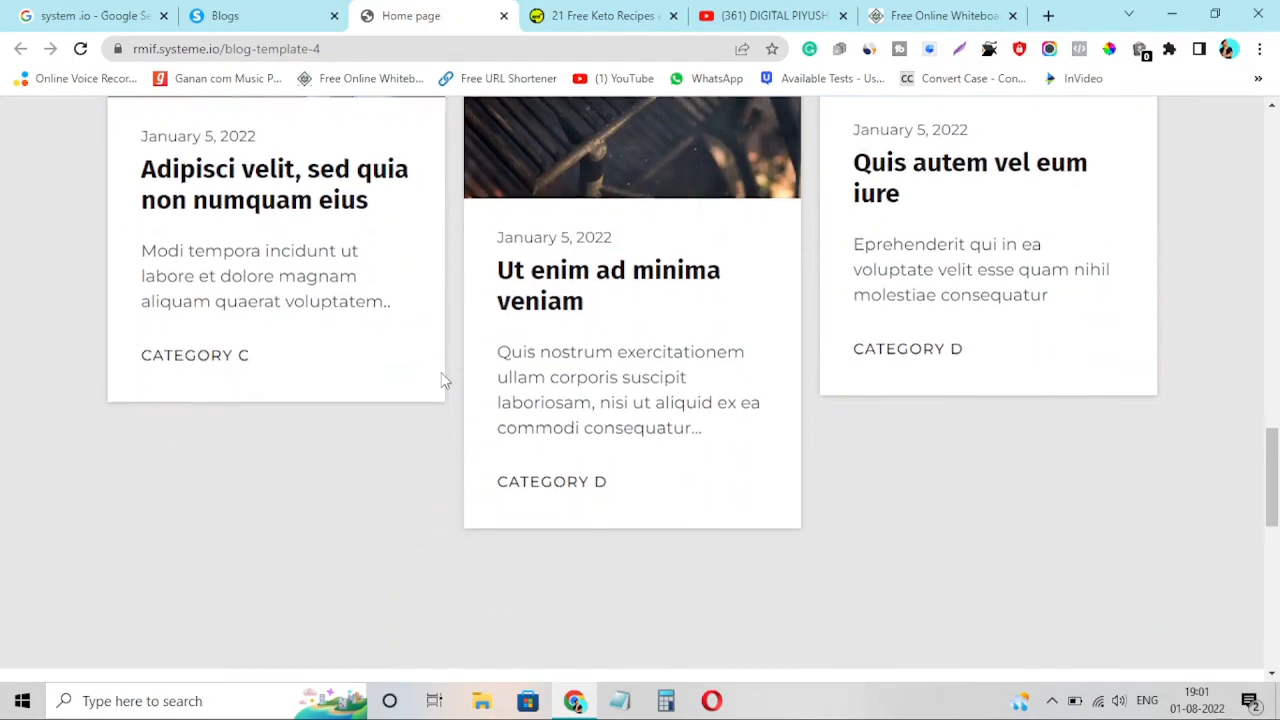 system .io - Google Se
Blogs
Home page
21 Free Keto Recipes e
(361) DIGITAL PIYUSH
Free Online Whiteboa
rmif.systeme.io/blog-template-4
0
Online Voice Recor...
Ganan com Music P...
Free Online Whiteb...
Free URL Shortener
(1) YouTube
WhatsApp
Available Tests - Us...
CC
Convert Case - Con...
InVideo
January 5, 2022
Adipisci velit, sed quia
non numquam eius
Modi tempora incidunt ut
labore et dolore magnam
aliquam quaerat voluptatem..
CATEGORY C
January 5, 2022
Ut enim ad minima
veniam
Quis nostrum exercitationem
ullam corporis suscipit
laboriosam, nisi ut aliquid ex ea
commodi consequatur...
CATEGORY D
January 5, 2022
Quis autem vel eum
iure
Eprehenderit qui in ea
voluptate velit esse quam nihil
molestiae consequatur
CATEGORY D
Type here to search
ENG
19:01
01-08-2022
2